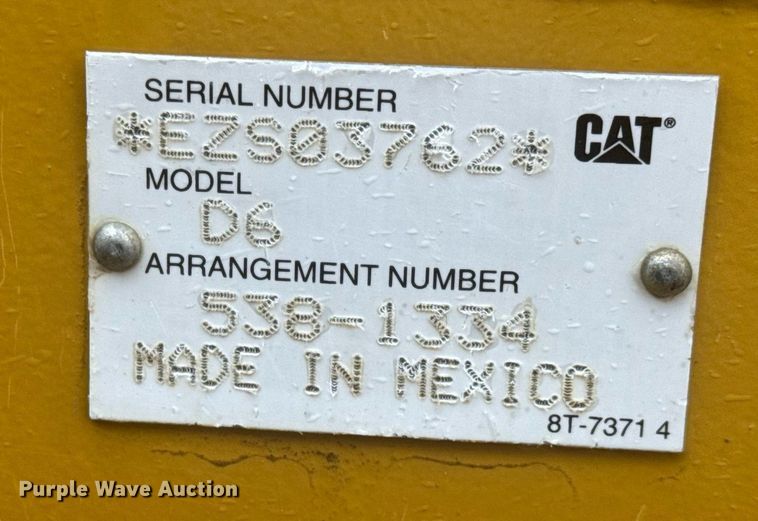 SERIAL NUMBER
*EZS03762*
CAT®
MODEL
D6
ARRANGEMENT NUMBER
538-1334
MADE IN MEXICO
8T-7371 4
Purple Wave Auction